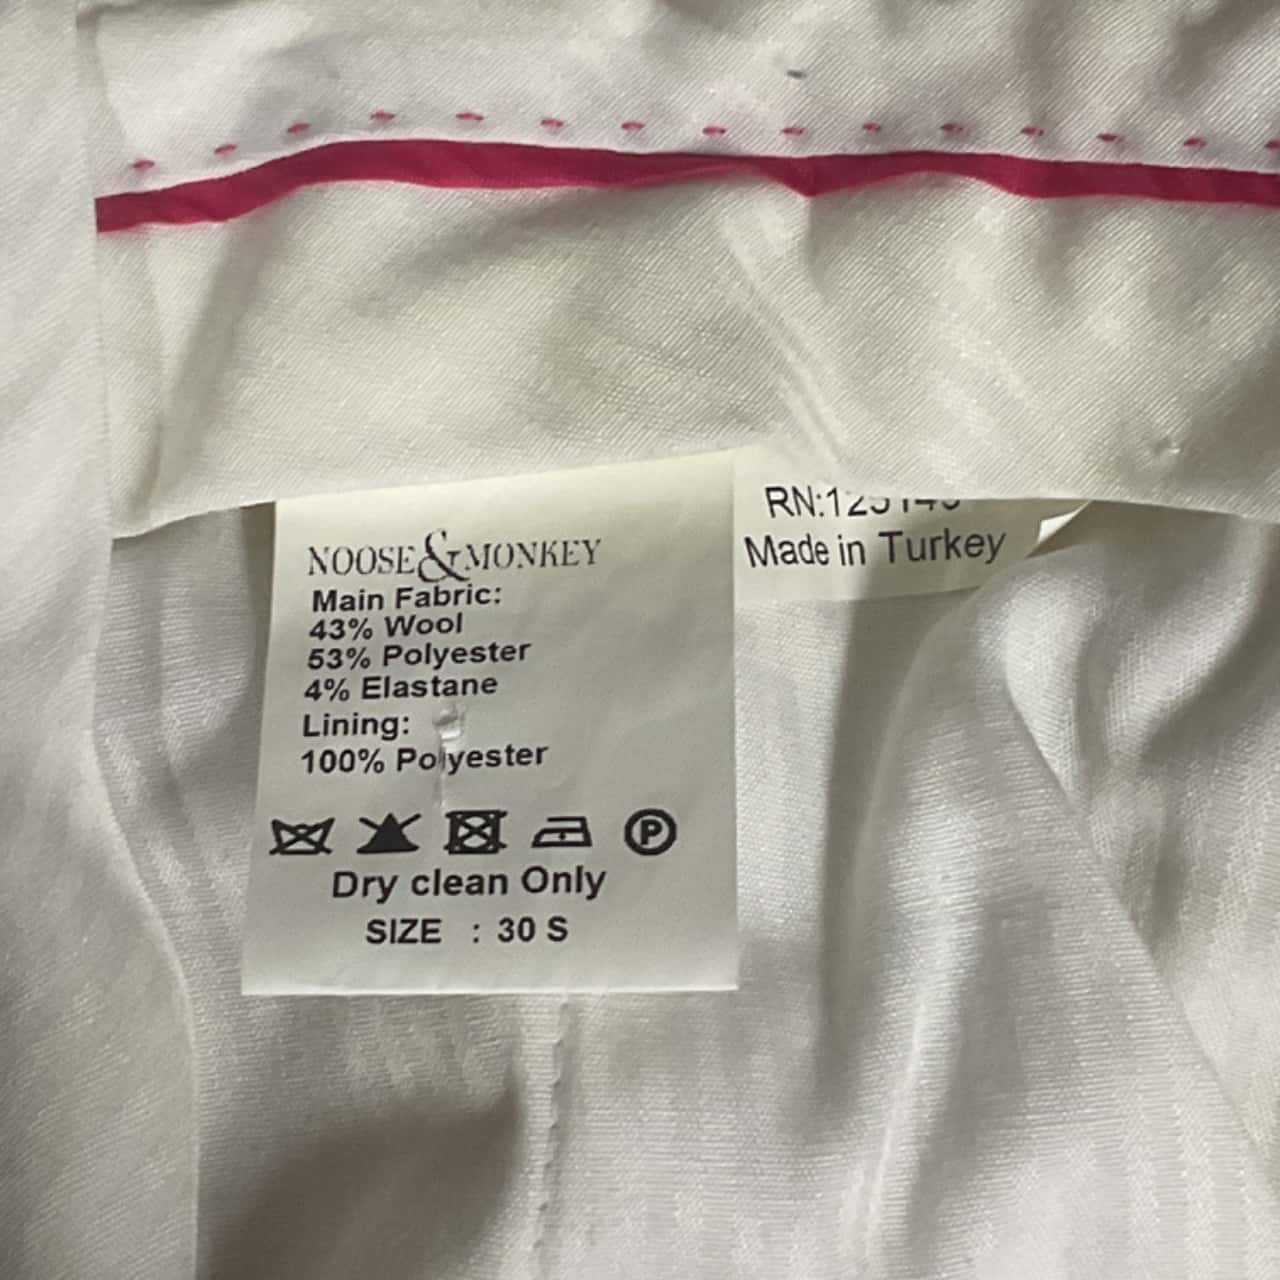 NOOSE&MONKEY
Main Fabric:
43% Wool
53% Polyester
4% Elastane
Lining:
100% Polyester
P
Dry clean Only
SIZE : 30 S
Made in Turkey